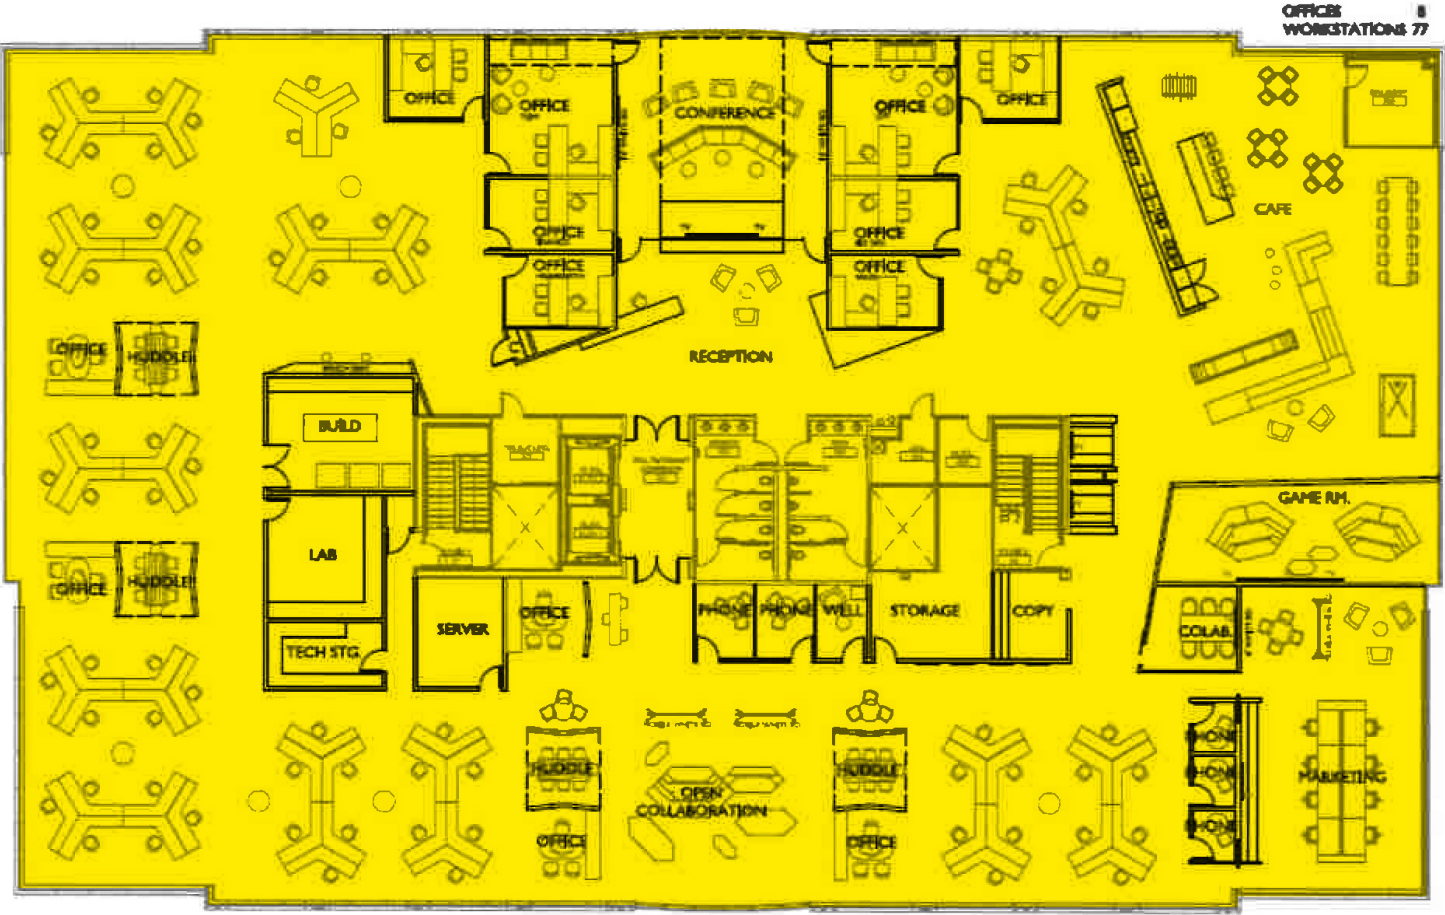 OFFICES 8
WORKSTATIONS 77
OFFICE
OFFICE
CONFERENCE
OFFICE
OFFICE
CAFE
OFFICE
OFFICE
OFFICE
OFFICE
RECEPTION
OFFICE
HUDDLE
BUILD
GAME RM.
LAB
OFFICE
HUDDLE
OFFICE
PHONE
PHONE
WELL
STORAGE
COPY
SERVER
COLAB.
TECH STG.
PHONE
HUDDLE
HUDDLE
PHONE
MARKETING
OPEN
COLLABORATION
PHONE
OFFICE
OFFICE